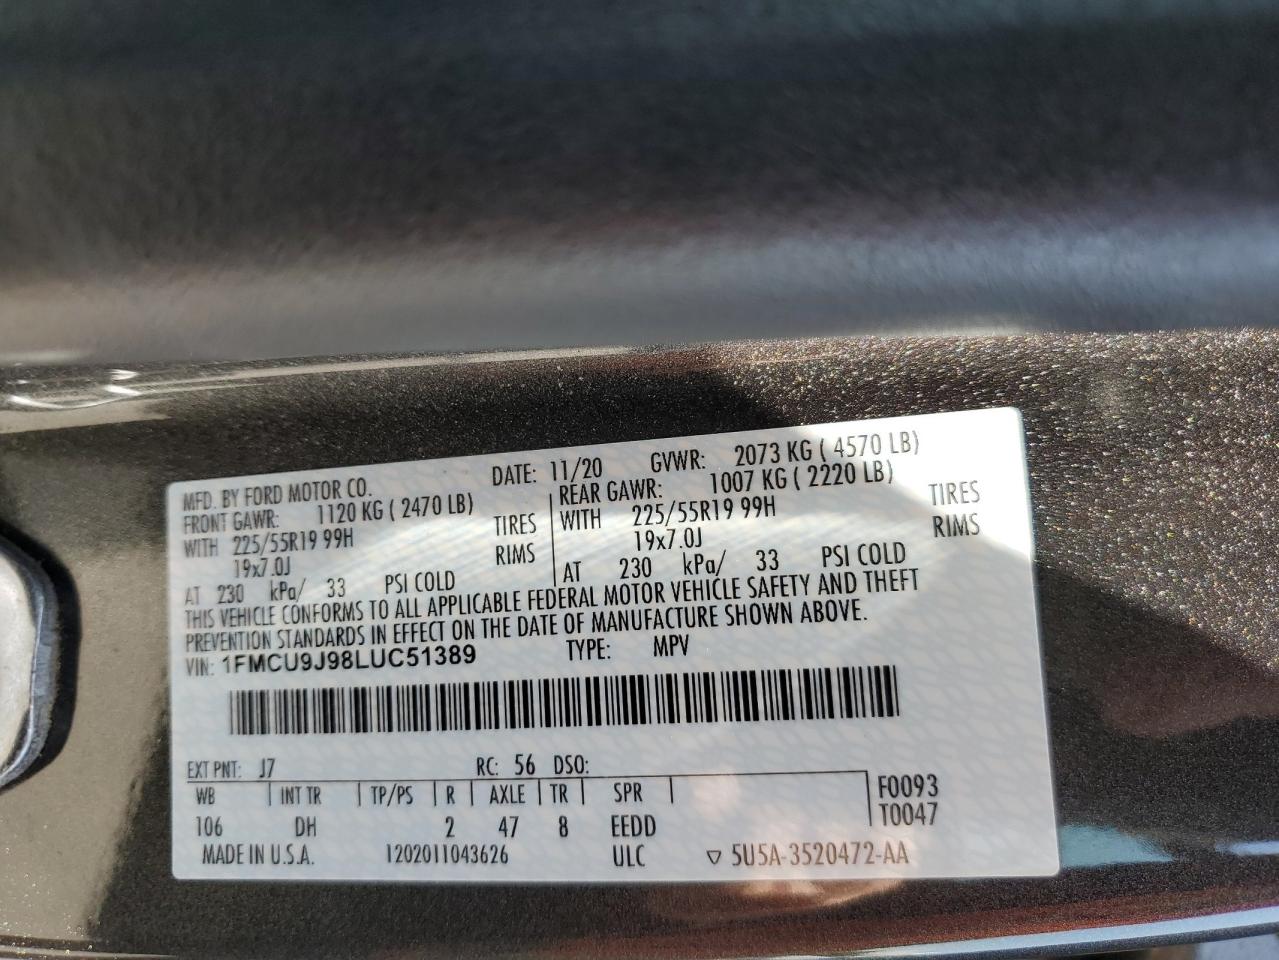 MFD. BY FORD MOTOR CO. DATE: 11/20 GVWR: 2073 KG ( 4570 LB)
FRONT GAWR: 1120 KG ( 2470 LB) REAR GAWR: 1007 KG ( 2220 LB)
WITH 225/55R19 99H TIRES WITH 225/55R19 99H TIRES
19x7.0J RIMS 19x7.0J RIMS
AT 230 kPa/ 33 PSI COLD AT 230 kPa/ 33 PSI COLD
THIS VEHICLE CONFORMS TO ALL APPLICABLE FEDERAL MOTOR VEHICLE SAFETY AND THEFT
PREVENTION STANDARDS IN EFFECT ON THE DATE OF MANUFACTURE SHOWN ABOVE.
VIN: 1FMCU9J98LUC51389 TYPE: MPV
EXT PNT: J7 RC: 56 DSO:
WB INT TR TP/PS R AXLE TR SPR F0093
106 DH 2 47 8 EEDD T0047
MADE IN U.S.A. 1202011043626 ULC ▽ 5U5A-3520472-AA